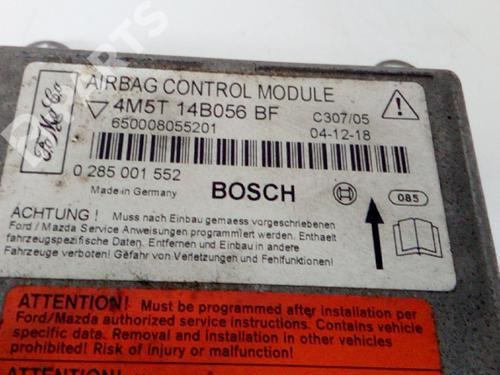 AIRBAG CONTROL MODULE
4M5T 14B056 BF
C307/05
650008055201
04-12-18
0 285 001 552
Made in Germany
BOSCH
085
ACHTUNG ! Muss nach Einbau gemaess vorgeschriebenen
Ford / Mazda Service Anweisungen programmiert werden. Enthaelt
fahrzeugspezifische Daten. Entfernen und Einbau in andere
Fahrzeuge verboten! Gefahr von Verletzungen und Fehlfunktionen!
ATTENTION! Must be programmed after installation per
Ford/Mazda authorized service instructions. Contains vehicle
specific data. Removal and installation in other vehicles
prohibited! Risk of injury or malfunction!